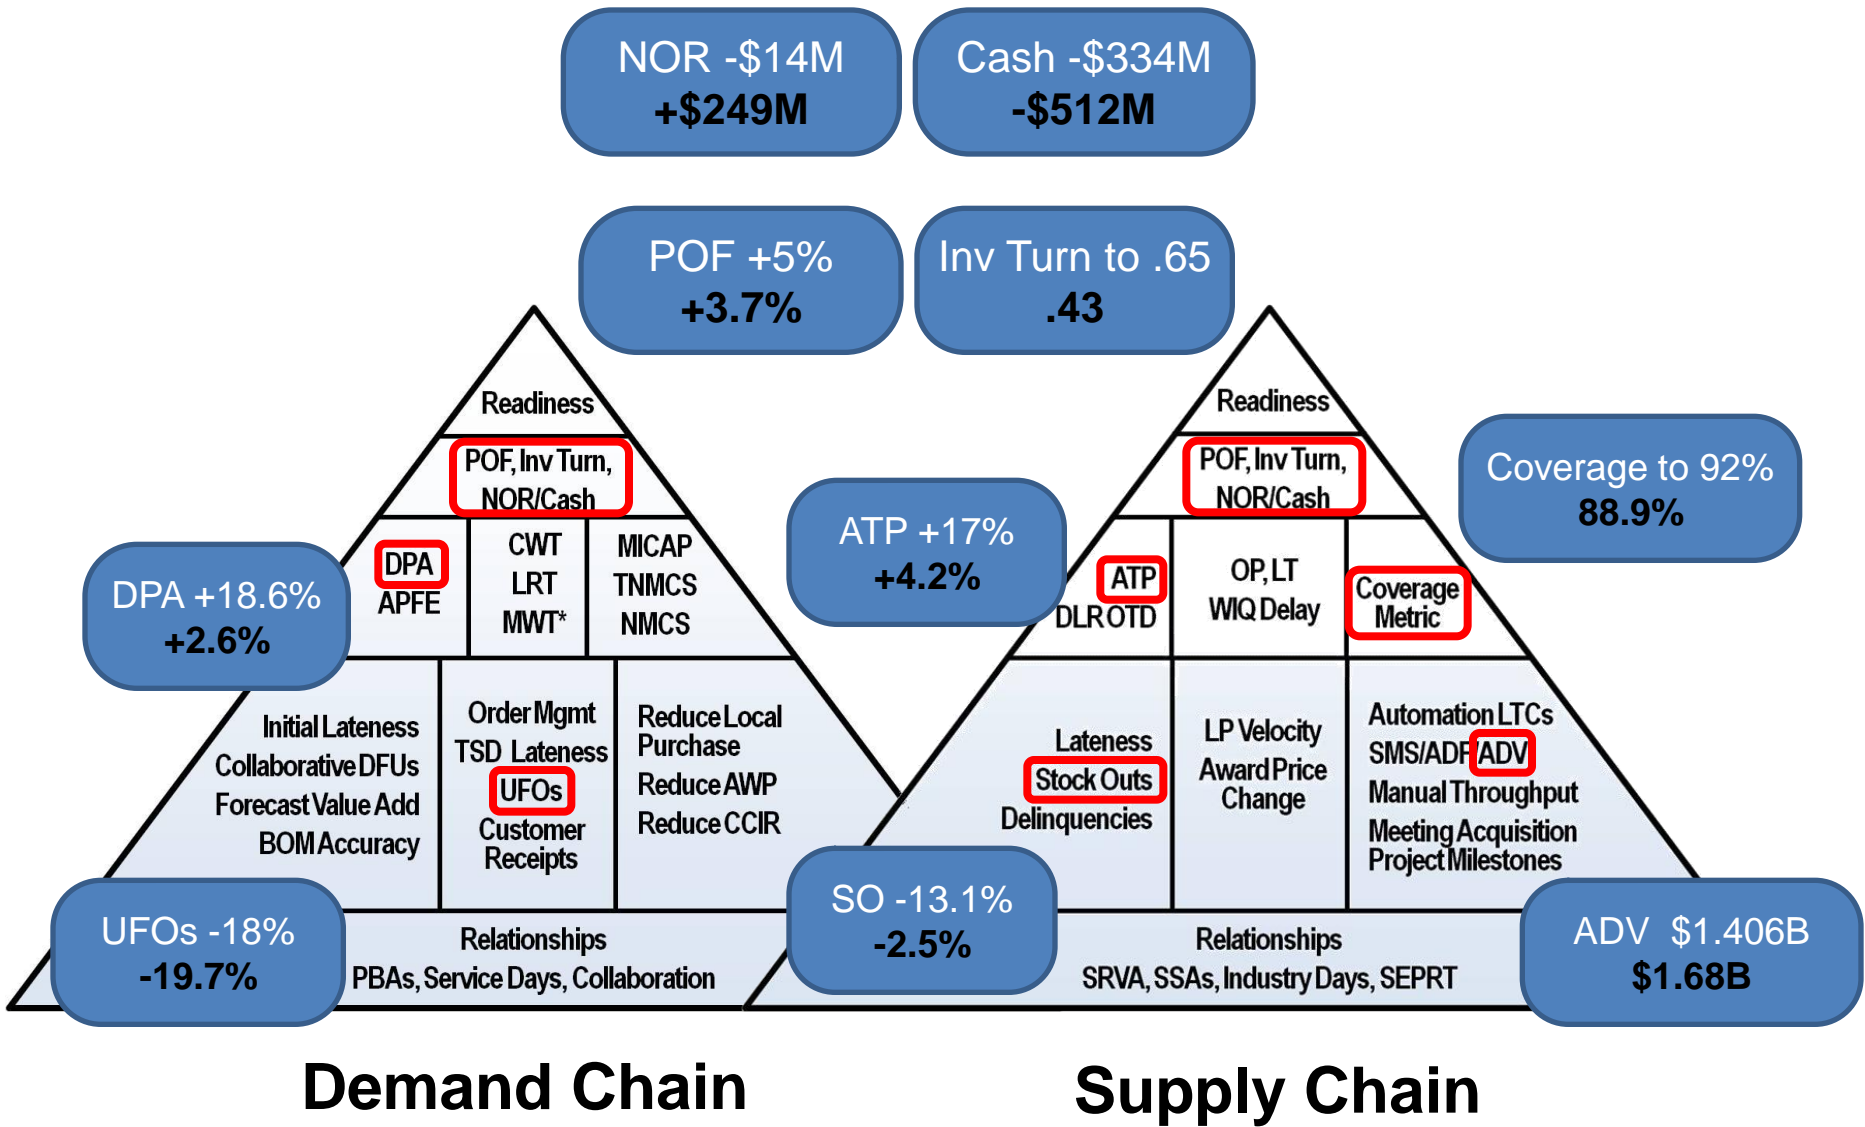 NOR -$14M
+$249M
Cash -$334M
-$512M
POF +5%
+3.7%
Inv Turn to .65
.43
Readiness
POF, Inv Turn,
NOR/Cash
DPA
APFE
CWT
LRT
MWT*
MICAP
TNMCS
NMCS
DPA +18.6%
+2.6%
Initial Lateness
Collaborative DFUs
Forecast Value Add
BOM Accuracy
Order Mgmt
TSD Lateness
UFOs
Customer
Receipts
Reduce Local
Purchase
Reduce AWP
Reduce CCIR
UFOs -18%
-19.7%
Relationships
PBAs, Service Days, Collaboration
Demand Chain
Readiness
POF, Inv Turn,
NOR/Cash
Coverage to 92%
88.9%
ATP +17%
+4.2%
ATP
DLR OTD
OP, LT
WIQ Delay
Coverage
Metric
Lateness
Stock Outs
Delinquencies
LP Velocity
Award Price
Change
Automation LTCs
SMS/ADF/ADV
Manual Throughput
Meeting Acquisition
Project Milestones
SO -13.1%
-2.5%
Relationships
SRVA, SSAs, Industry Days, SEPRT
ADV $1.406B
$1.68B
Supply Chain